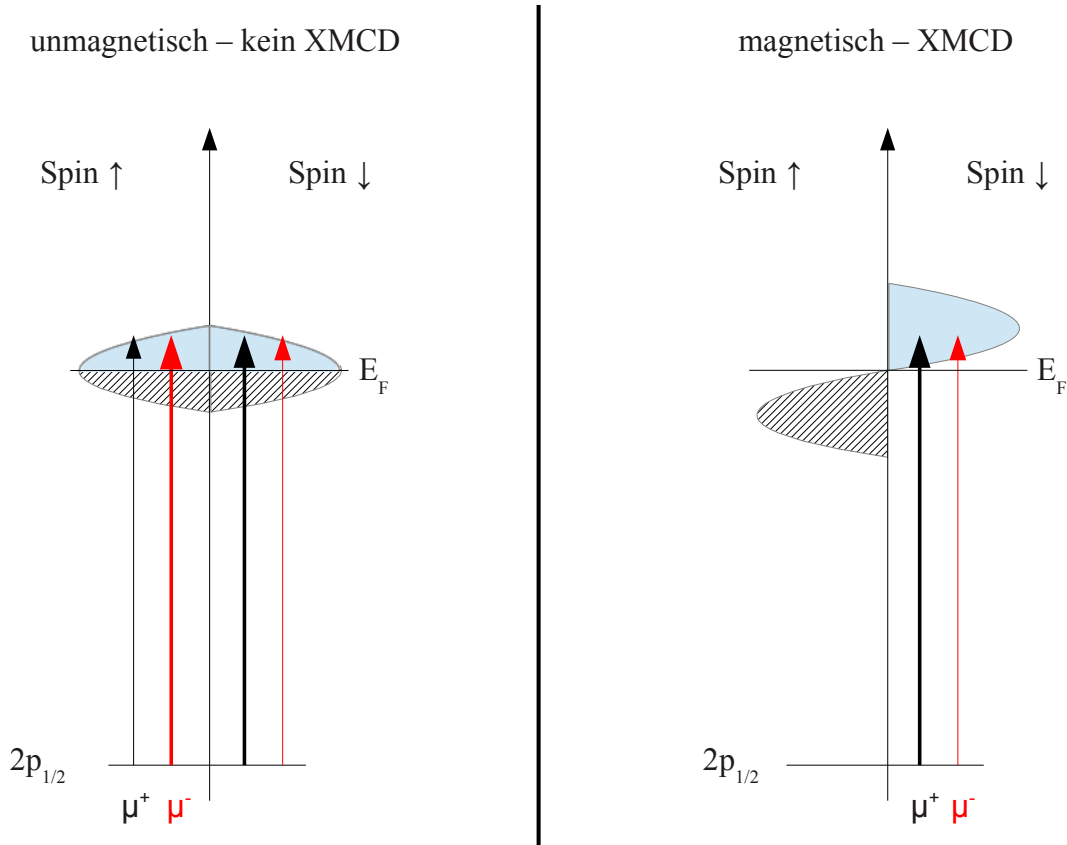 unmagnetisch – kein XMCD
Spin ↑
Spin ↓
E_F
2p_1/2
μ⁺ μ⁻
magnetisch – XMCD
Spin ↑
Spin ↓
E_F
2p_1/2
μ⁺ μ⁻